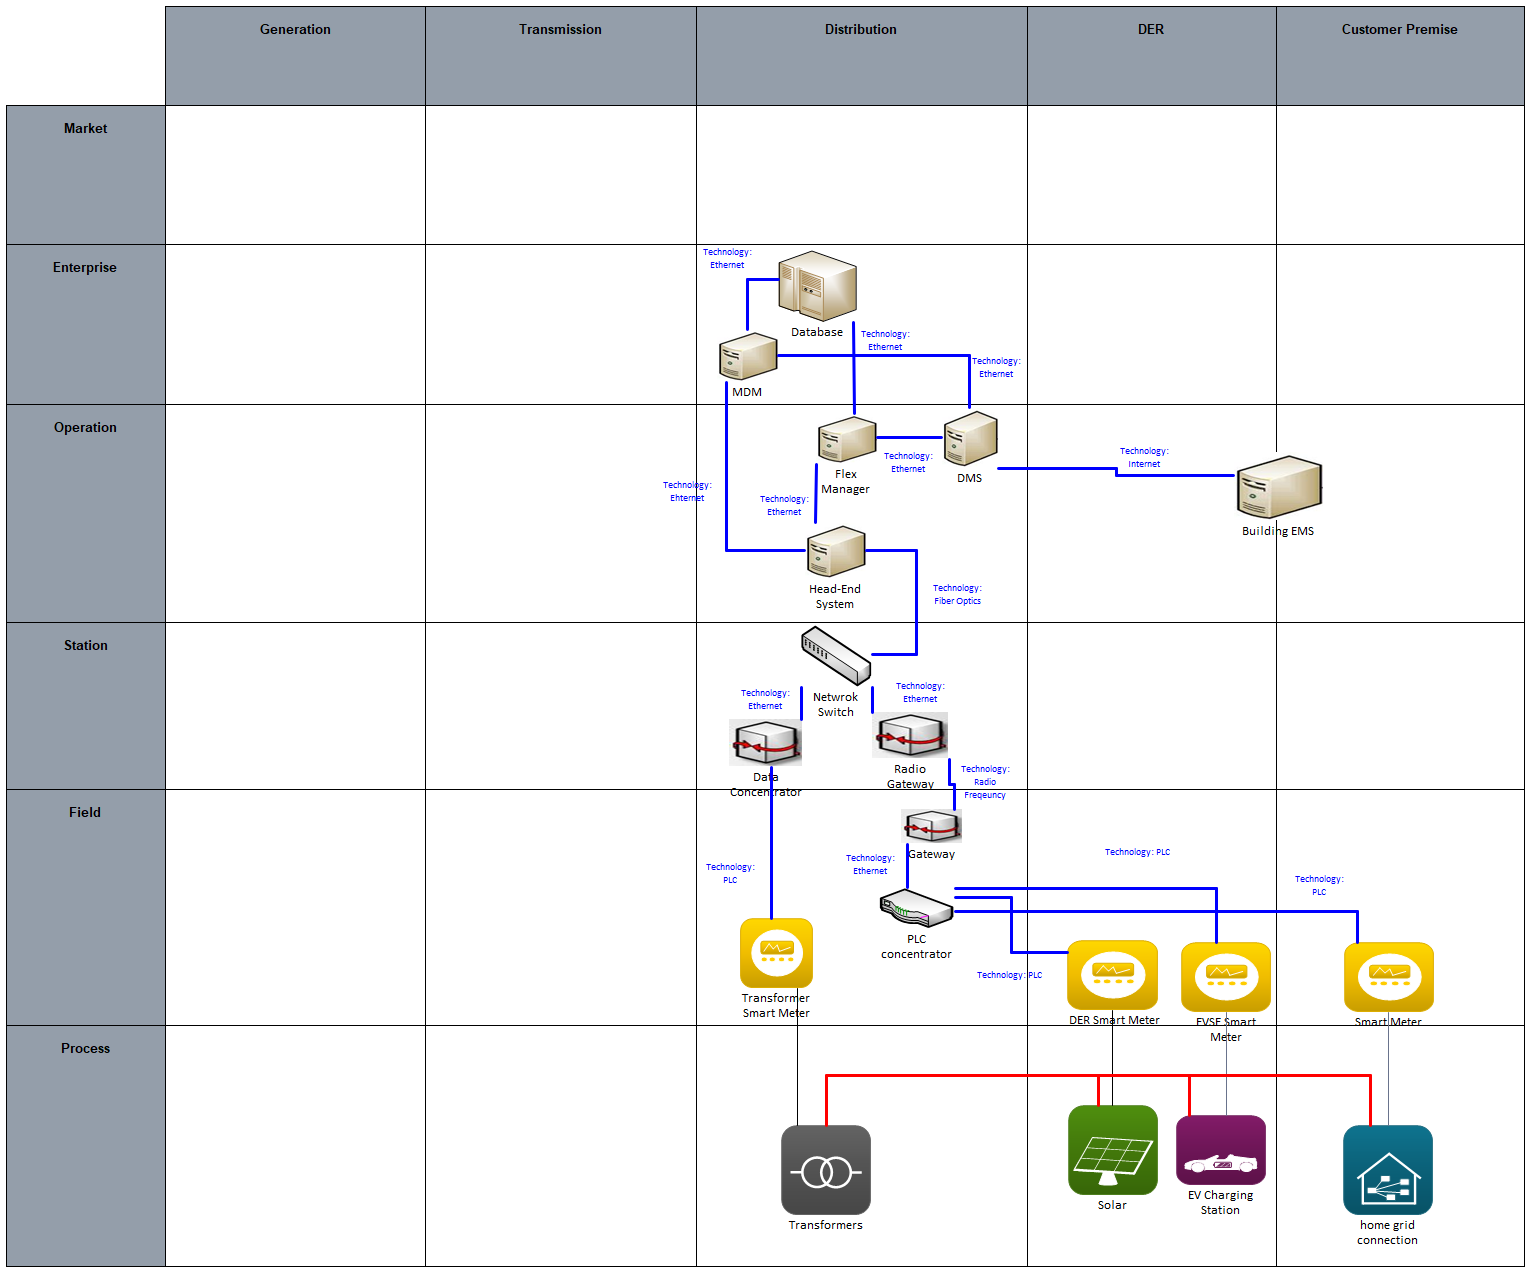 Generation
Transmission
Distribution
DER
Customer Premise
Market
Enterprise
Technology:
Ethernet
Database
Technology:
Ethernet
Technology:
Ethernet
MDM
Operation
Flex
Manager
Technology:
Ethernet
DMS
Technology:
Internet
Building EMS
Technology:
Ehternet
Technology:
Ethernet
Head-End
System
Technology:
Fiber Optics
Station
Netwrok
Switch
Technology:
Ethernet
Technology:
Ethernet
Data
Concentrator
Radio
Gateway
Technology:
Radio
Freqeuncy
Field
Gateway
Technology:
Ethernet
Technology:
PLC
Technology: PLC
Technology:
PLC
PLC
concentrator
Technology: PLC
Transformer
Smart Meter
DER Smart Meter
EVSE Smart
Meter
Smart Meter
Process
Transformers
Solar
EV Charging
Station
home grid
connection